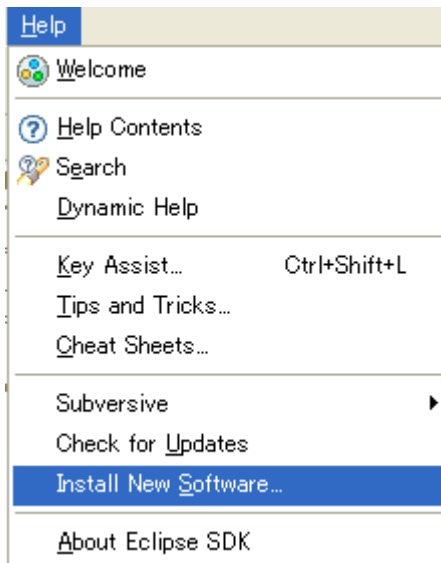 Help
Welcome
Help Contents
Search
Dynamic Help
Key Assist... Ctrl+Shift+L
Tips and Tricks...
Cheat Sheets...
Subversive
Check for Updates
Install New Software...
About Eclipse SDK